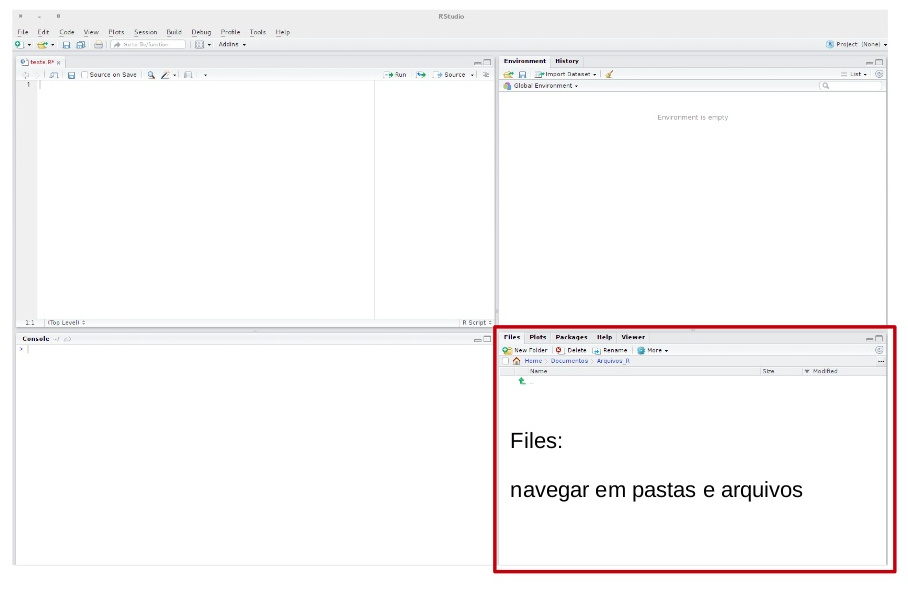 RStudio
File Edit Code View Plots Session Build Debug Profile Tools Help
Go to file/function Addins Project: (None)
teste.R*
Source on Save Run Source
1
1:1 (Top Level) R Script
Console ~/
>
Environment History
Import Dataset List
Global Environment
Environment is empty
Files Plots Packages Help Viewer
New Folder Delete Rename More
Home Documentos Arquivos_R ...
Name Size Modified
..
Files:
navegar em pastas e arquivos